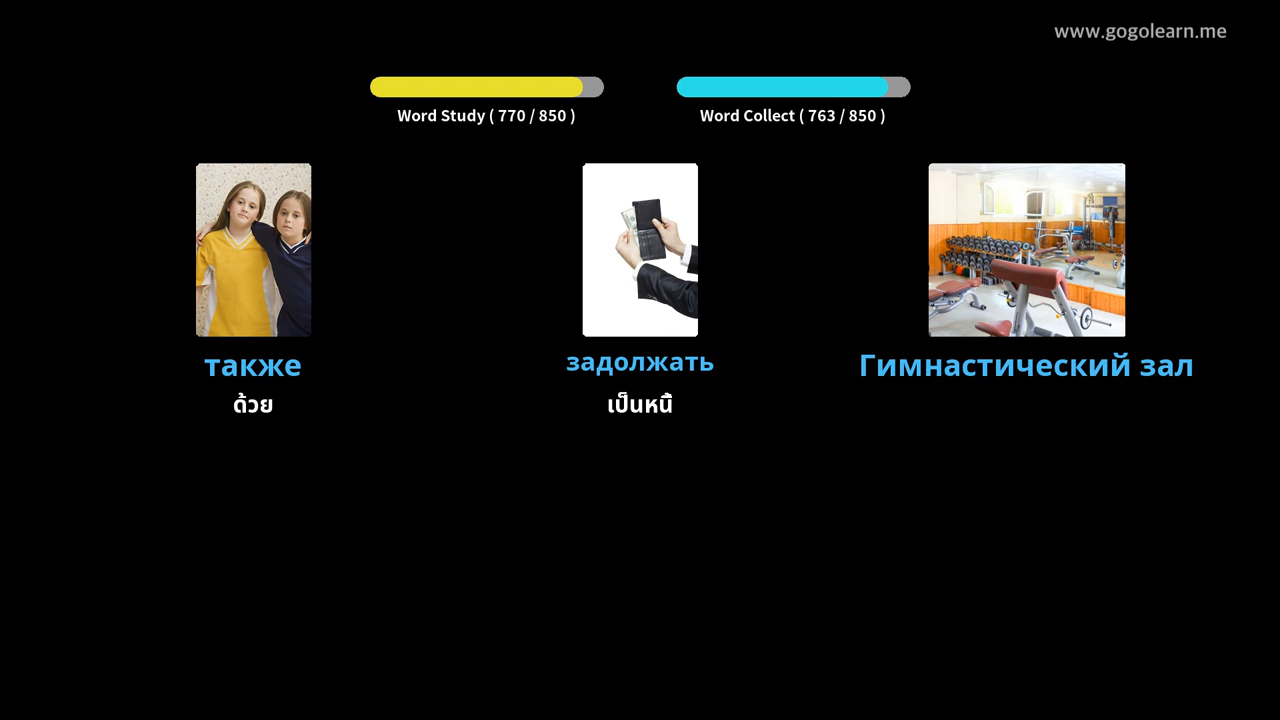 www.gogolearn.me
Word Study ( 770 / 850 )
Word Collect ( 763 / 850 )
также
задолжать
Гимнастический зал
ด้วย
เป็นหนี้